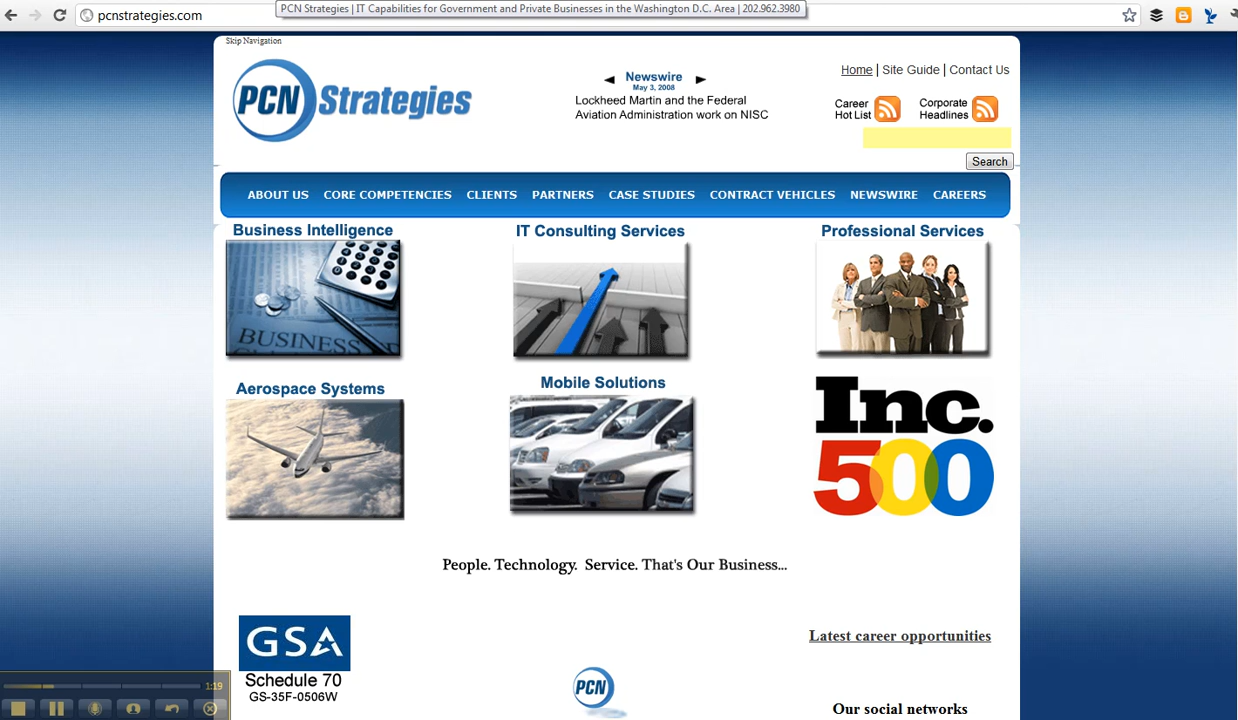 pcnstrategies.com
PCN Strategies | IT Capabilities for Government and Private Businesses in the Washington D.C. Area | 202.962.3980
Skip Navigation
PCN Strategies
Newswire
May 3, 2008
Lockheed Martin and the Federal
Aviation Administration work on NISC
Home | Site Guide | Contact Us
Career
Hot List
Corporate
Headlines
Search
ABOUT US CORE COMPETENCIES CLIENTS PARTNERS CASE STUDIES CONTRACT VEHICLES NEWSWIRE CAREERS
Business Intelligence
IT Consulting Services
Professional Services
BUSINESS
Aerospace Systems
Mobile Solutions
Inc.
500
People. Technology. Service. That's Our Business...
GSA
Schedule 70
GS-35F-0506W
Latest career opportunities
PCN
Our social networks
1:19